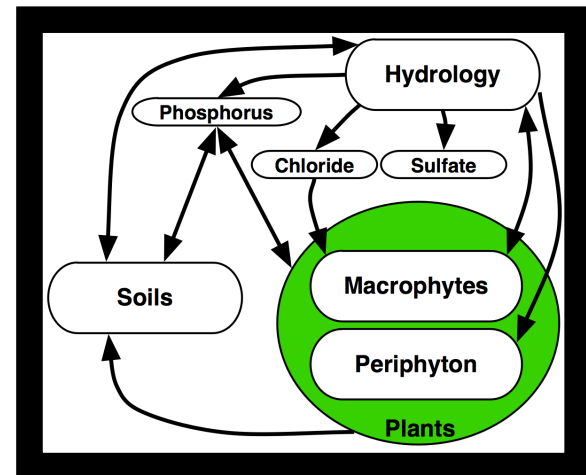 Hydrology
Phosphorus
Chloride
Sulfate
Macrophytes
Soils
Periphyton
Plants